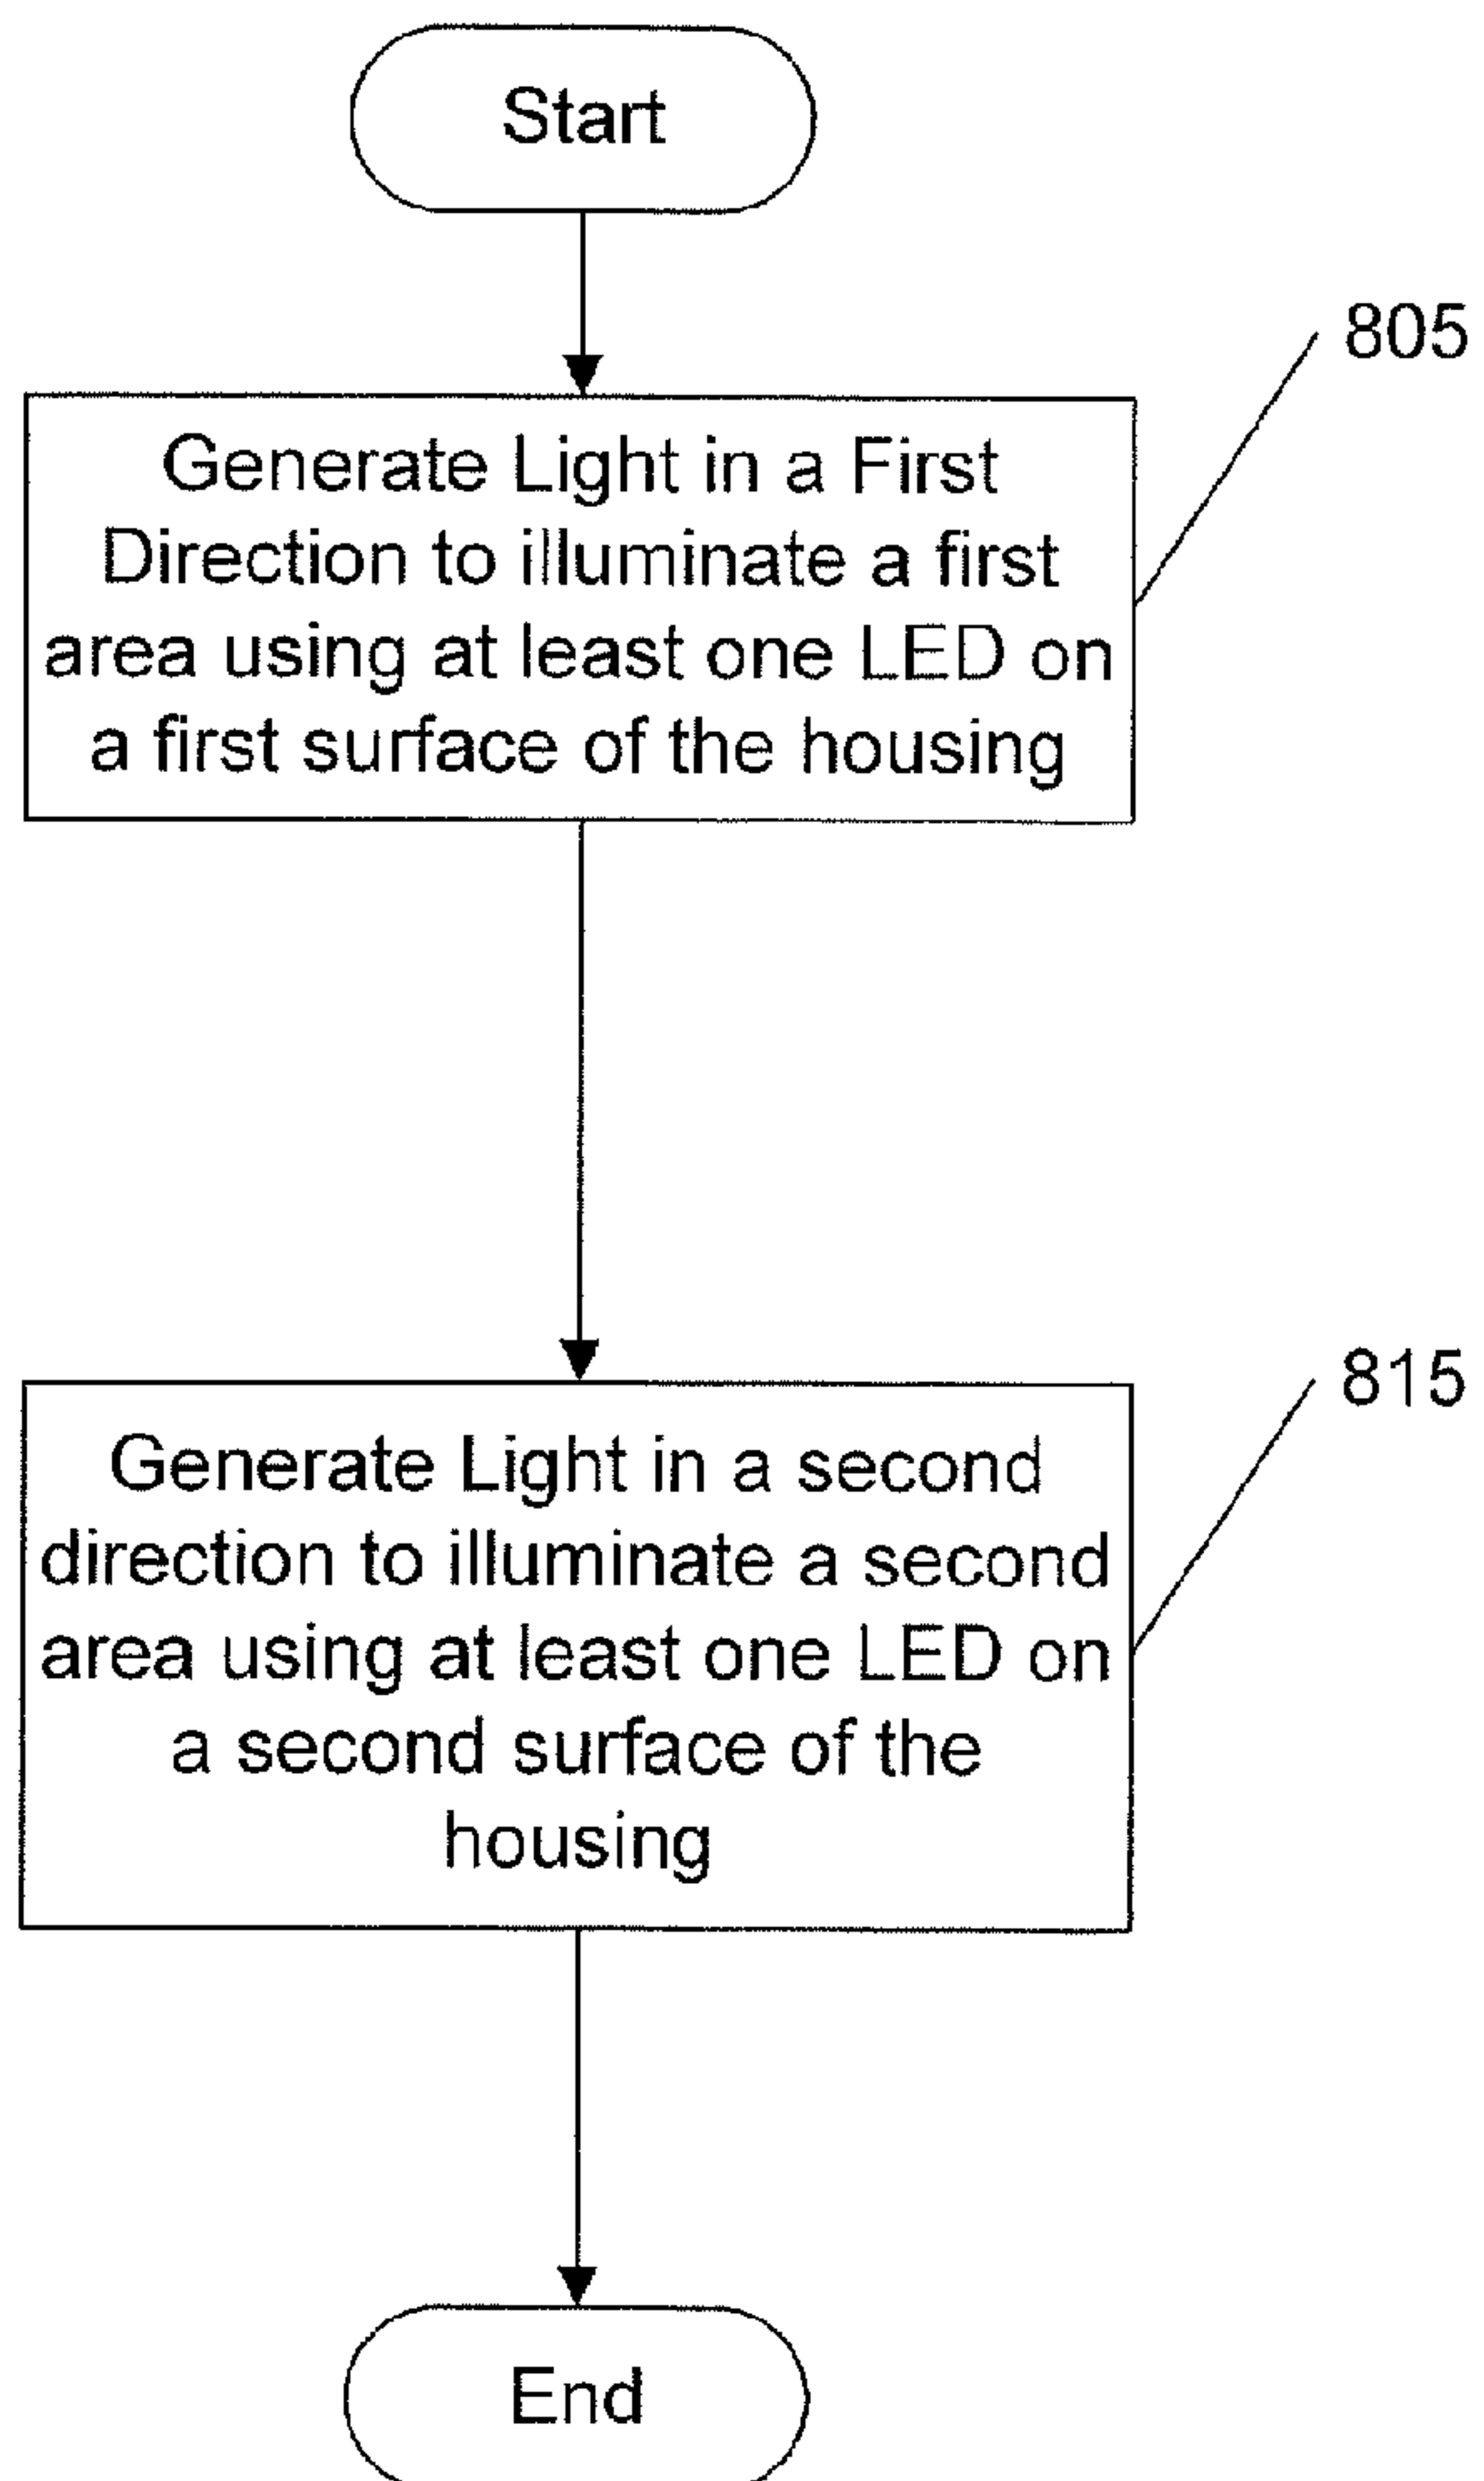 Start
805
Generate Light in a First
Direction to illuminate a first
area using at least one LED on
a first surface of the housing
815
Generate Light in a second
direction to illuminate a second
area using at least one LED on
a second surface of the
housing
End